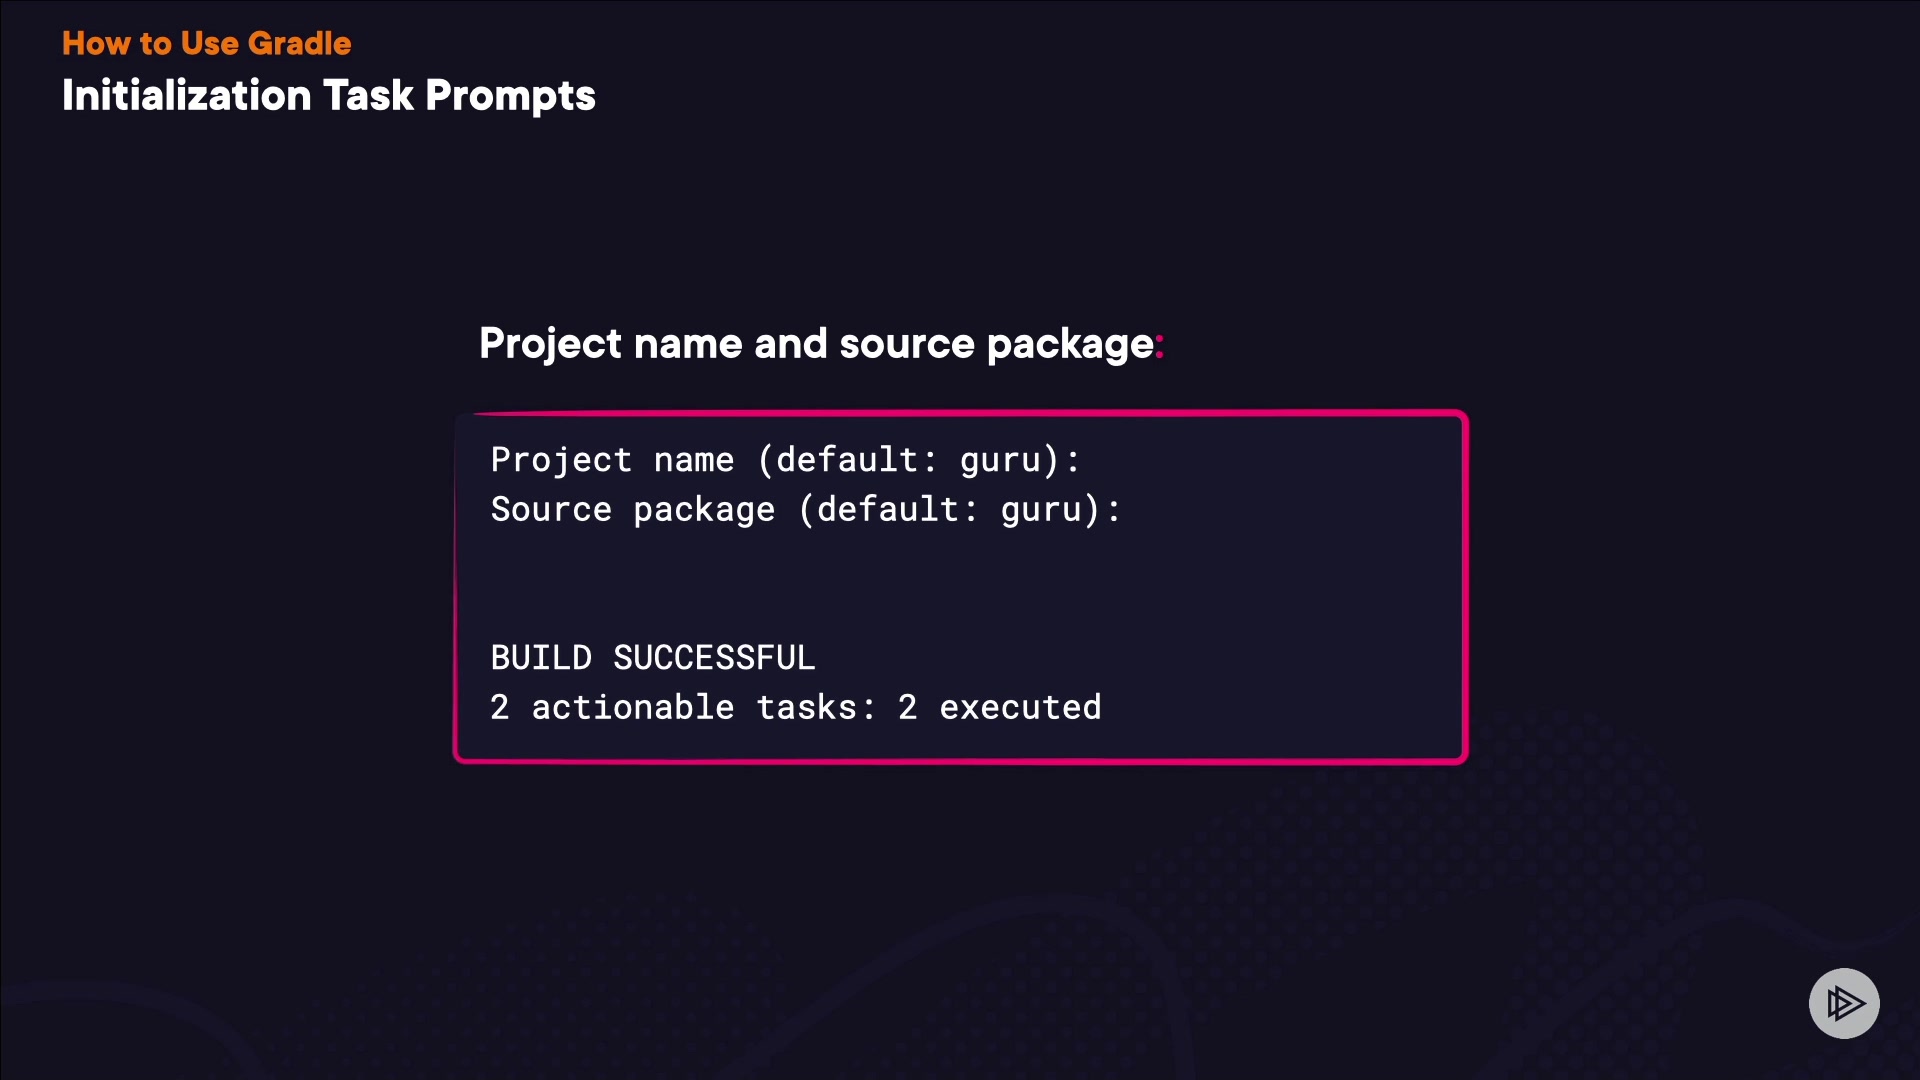 How to Use Gradle
Initialization Task Prompts
Project name and source package:
Project name (default: guru):
Source package (default: guru):
BUILD SUCCESSFUL
2 actionable tasks: 2 executed